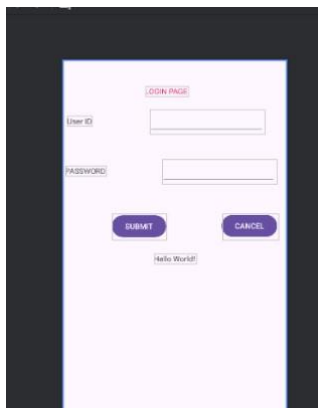 LOGIN PAGE
User ID
PASSWORD
SUBMIT CANCEL
Hello World!